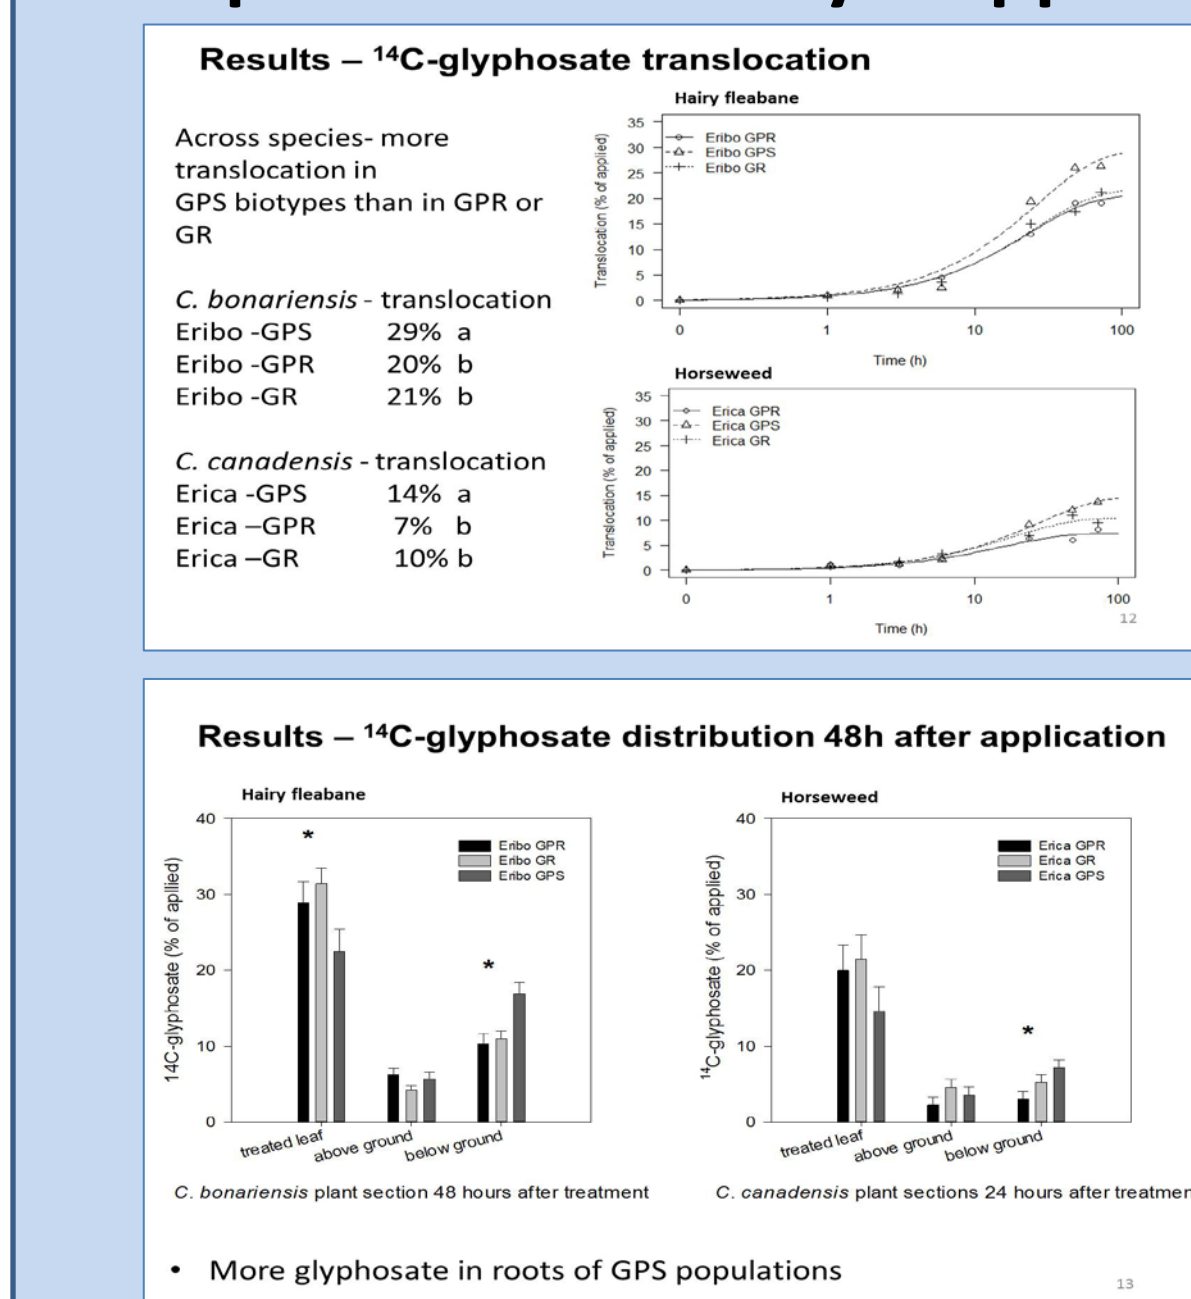 Results – ¹⁴C-glyphosate translocation
Across species- more
translocation in
GPS biotypes than in GPR or
GR
C. bonariensis - translocation
Eribo -GPS 29% a
Eribo -GPR 20% b
Eribo -GR 21% b
C. canadensis - translocation
Erica -GPS 14% a
Erica –GPR 7% b
Erica –GR 10% b
Hairy fleabane
Translocation (% of applied)
35
30
25
20
15
10
5
0
Eribo GPR
Eribo GPS
Eribo GR
0 1 10 100
Time (h)
Horseweed
Translocation (% of applied)
35
30
25
20
15
10
5
0
Erica GPR
Erica GPS
Erica GR
0 1 10 100
Time (h)
12
Results – ¹⁴C-glyphosate distribution 48h after application
Hairy fleabane
14C-glyphosate (% of apllied)
40
30
20
10
0
*
*
Eribo GPR
Eribo GR
Eribo GPS
treated leaf above ground below ground
C. bonariensis plant section 48 hours after treatment
Horseweed
¹⁴C-glyphosate (% of applied)
40
30
20
10
0
*
Erica GPR
Erica GR
Erica GPS
treated leaf above ground below ground
C. canadensis plant sections 24 hours after treatmen
• More glyphosate in roots of GPS populations
13